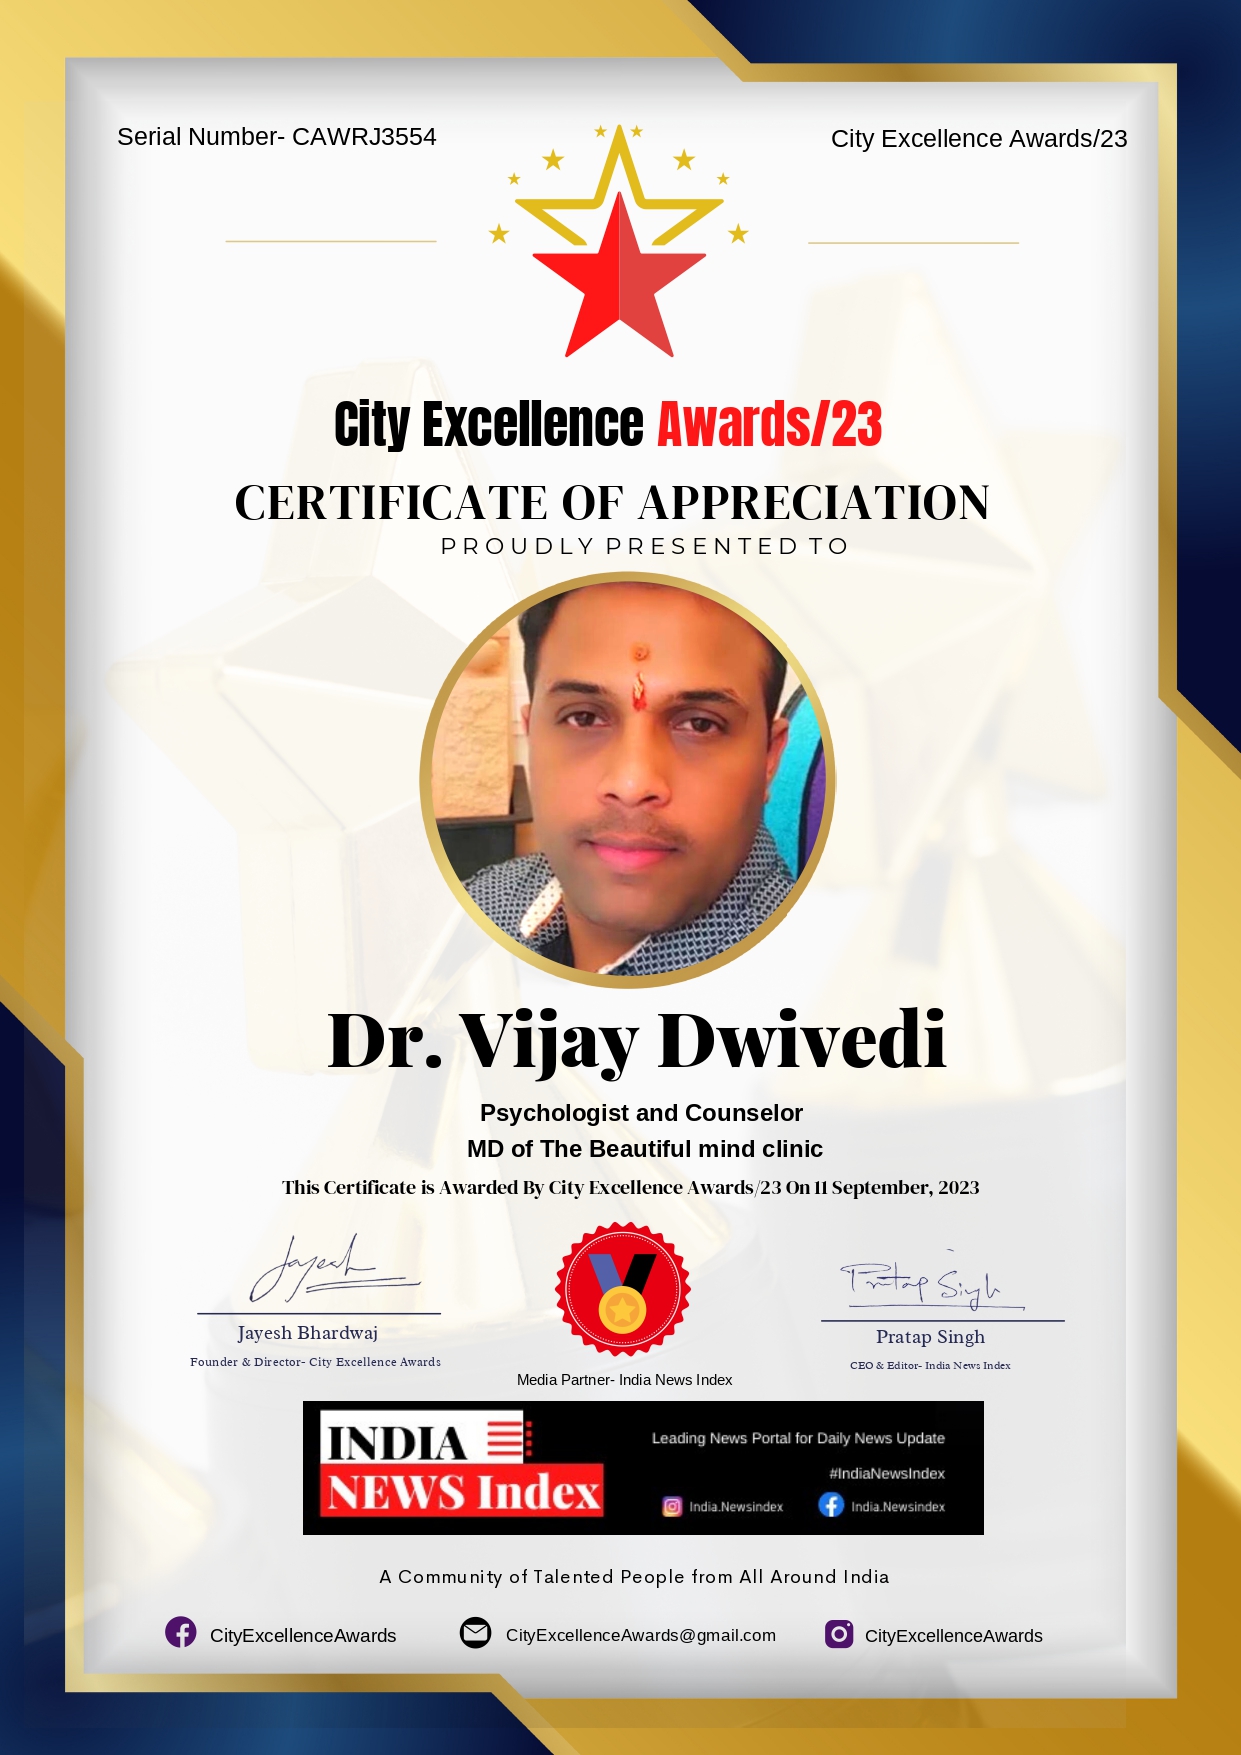 Serial Number- CAWRJ3554
City Excellence Awards/23
City Excellence Awards/23
CERTIFICATE OF APPRECIATION
PROUDLY PRESENTED TO
Dr. Vijay Dwivedi
Psychologist and Counselor
MD of The Beautiful mind clinic
This Certificate is Awarded By City Excellence Awards/23 On 11 September, 2023
Jayesh
Pratap Singh
Jayesh Bhardwaj
Pratap Singh
Founder & Director- City Excellence Awards
CEO & Editor- India News Index
Media Partner- India News Index
INDIA
NEWS Index
Leading News Portal for Daily News Update
#IndiaNewsIndex
India.Newsindex
India.Newsindex
A Community of Talented People from All Around India
CityExcellenceAwards
CityExcellenceAwards@gmail.com
CityExcellenceAwards